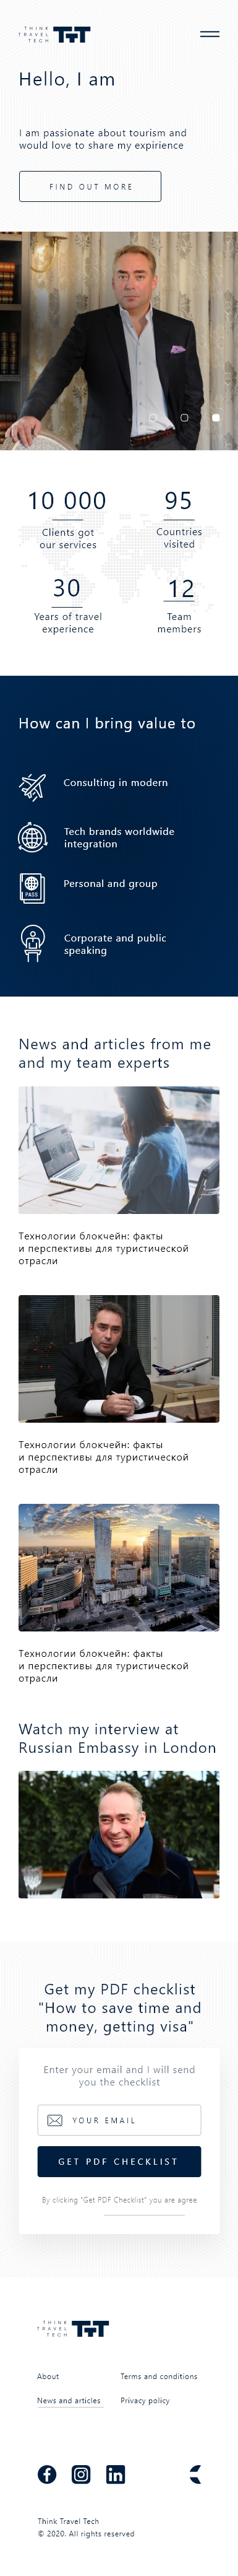 THINK
TRAVEL
TECH
TTT
Hello, I am
I am passionate about tourism and
would love to share my expirience
FIND OUT MORE
10 000
Clients got
our services
95
Countries
visited
30
Years of travel
experience
12
Team
members
How can I bring value to
Consulting in modern
Tech brands worldwide
integration
PASS
Personal and group
Corporate and public
speaking
News and articles from me
and my team experts
Технологии блокчейн: факты
и перспективы для туристической
отрасли
Технологии блокчейн: факты
и перспективы для туристической
отрасли
Технологии блокчейн: факты
и перспективы для туристической
отрасли
Watch my interview at
Russian Embassy in London
Get my PDF checklist
"How to save time and
money, getting visa"
Enter your email and I will send
you the checklist
YOUR EMAIL
GET PDF CHECKLIST
By clicking "Get PDF Checklist" you are agree
THINK
TRAVEL
TECH
TTT
About
Terms and conditions
News and articles
Privacy policy
Think Travel Tech
© 2020. All rights reserved